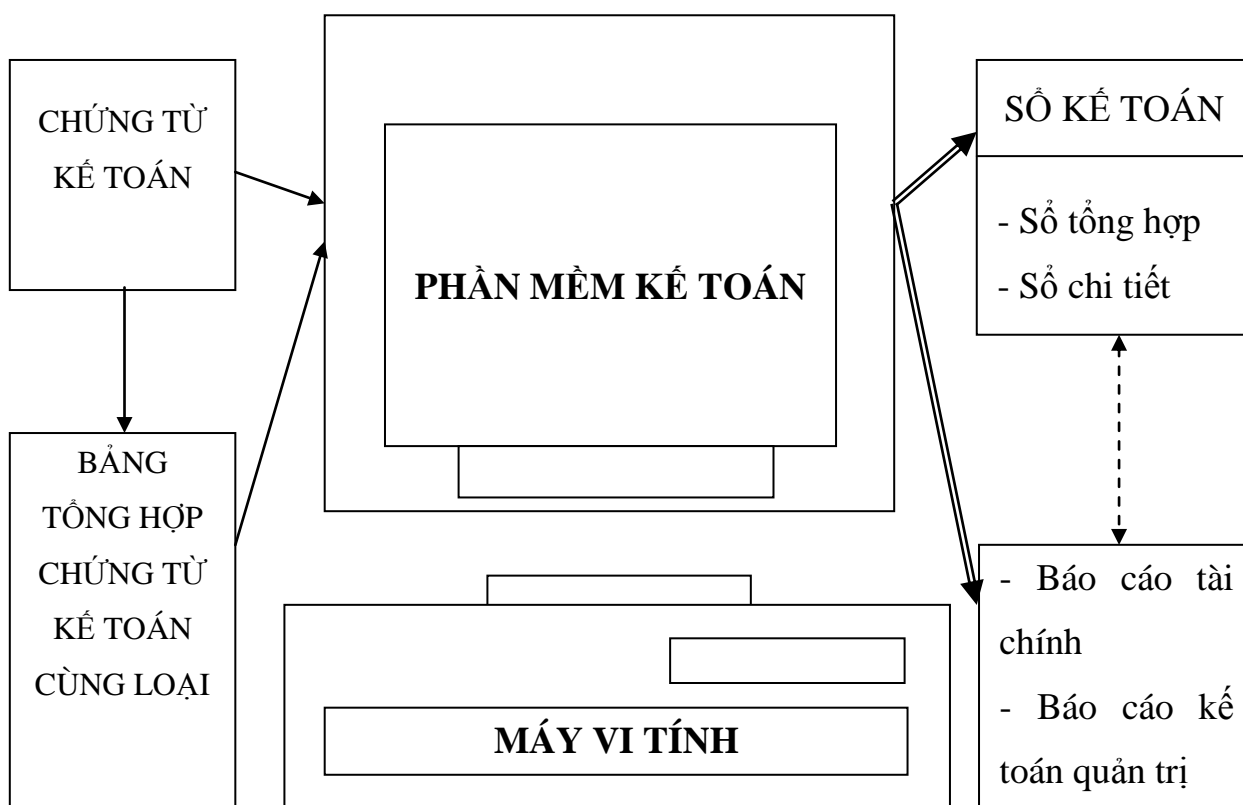 CHỨNG TỪ
KẾ TOÁN
BẢNG
TỔNG HỢP
CHỨNG TỪ
KẾ TOÁN
CÙNG LOẠI
PHẦN MỀM KẾ TOÁN
MÁY VI TÍNH
SỔ KẾ TOÁN
- Sổ tổng hợp
- Sổ chi tiết
- Báo cáo tài
chính
- Báo cáo kế
toán quản trị